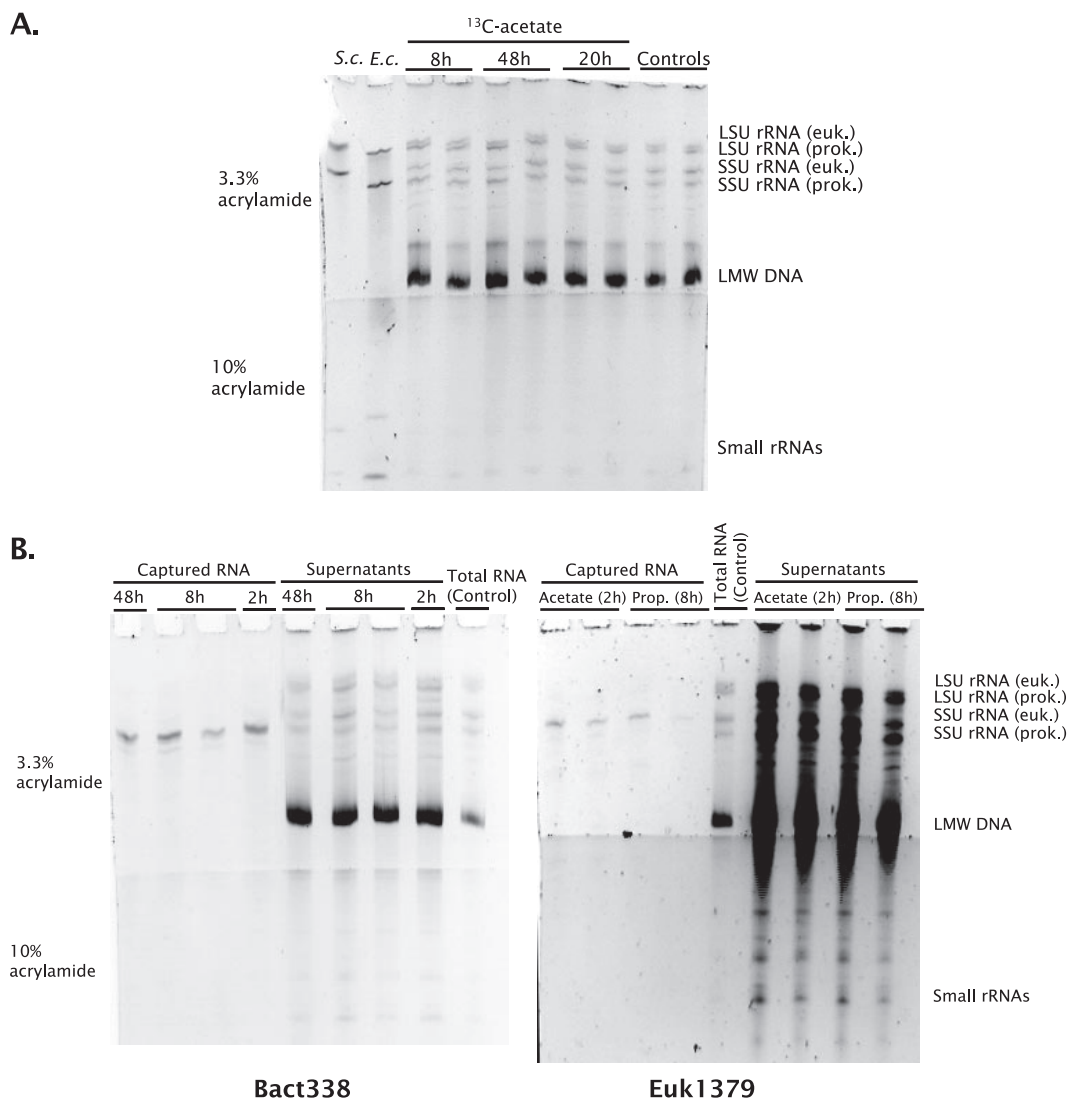 A.
¹³C-acetate
S.c. E.c. 8h 48h 20h Controls
LSU rRNA (euk.)
LSU rRNA (prok.)
SSU rRNA (euk.)
SSU rRNA (prok.)
3.3%
acrylamide
LMW DNA
10%
acrylamide
Small rRNAs
B.
Captured RNA Supernatants Total RNA
(Control)
48h 8h 2h 48h 8h 2h
Captured RNA Total RNA
(Control) Supernatants
Acetate (2h) Prop. (8h) Acetate (2h) Prop. (8h)
LSU rRNA (euk.)
LSU rRNA (prok.)
SSU rRNA (euk.)
SSU rRNA (prok.)
3.3%
acrylamide
LMW DNA
10%
acrylamide
Small rRNAs
Bact338 Euk1379